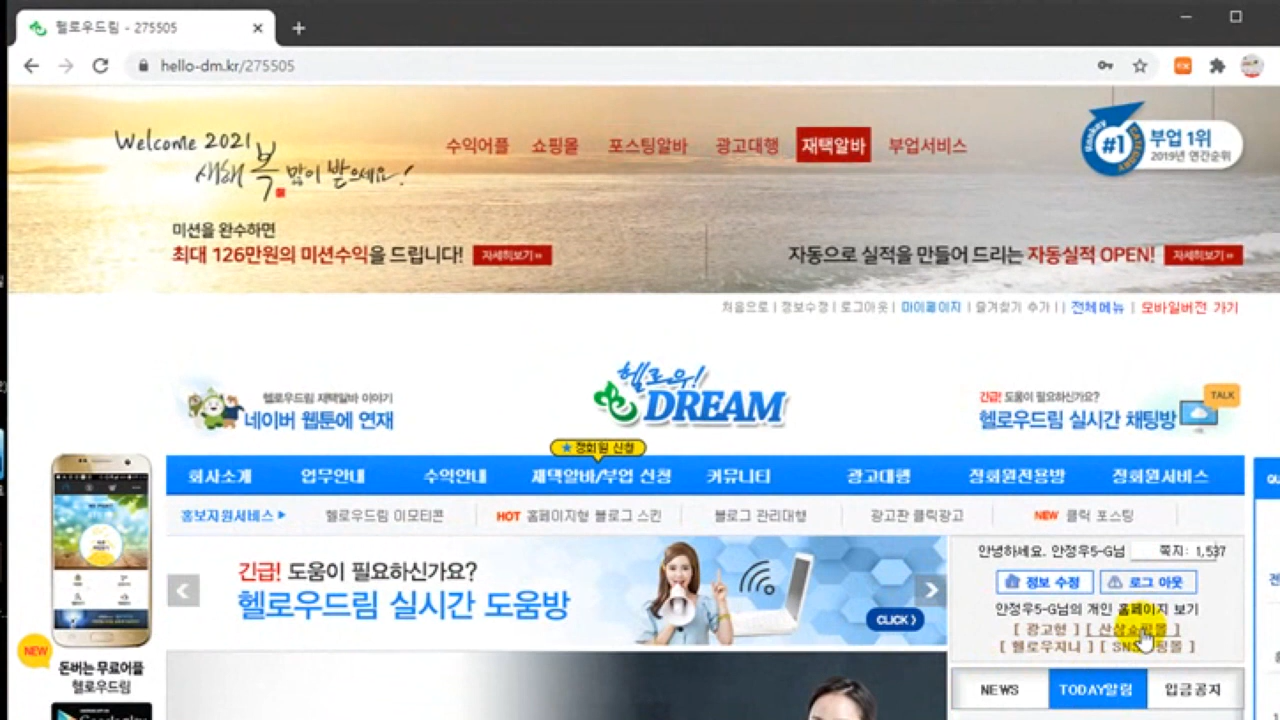 헬로우드림 - 275505
hello-dm.kr/275505
Welcome 2021
새해 복 많이 받으세요!
수익어플 쇼핑몰 포스팅알바 광고대행 재택알바 부업서비스
Rankey
#1
CATEGORY
부업 1위
2019년 연간순위
미션을 완수하면
최대 126만원의 미션수익을 드립니다! 자세히보기»
자동으로 실적을 만들어 드리는 자동실적 OPEN! 자세히보기»
처음으로 | 정보수정 | 로그아웃 | 마이페이지 | 즐겨찾기 추가 | | 전체메뉴 | 모바일버전 가기
헬로우드림 재택알바 이야기
네이버 웹툰에 연재
헬로우!
DREAM
긴급! 도움이 필요하신가요?
헬로우드림 실시간 채팅방
TALK
★정회원 신청
회사소개 업무안내 수익안내 재택알바/부업 신청 커뮤니티 광고대행 정회원전용방 정회원서비스
홍보지원서비스▶ 헬로우드림 이모티콘 HOT 홈페이지형 블로그 스킨 블로그 관리대행 광고판 클릭광고 NEW 클릭 포스팅
긴급! 도움이 필요하신가요?
헬로우드림 실시간 도움방
CLICK >
안녕하세요. 안정우5-G님 쪽지: 1,537
정보 수정 로그 아웃
안정우5-G님의 개인 홈페이지 보기
[ 광고형 ] [ 산상쇼핑몰 ]
[ 헬로우지니 ] [ SNS 핑몰 ]
NEW
돈버는 무료어플
헬로우드림
NEWS TODAY알림 입금공지